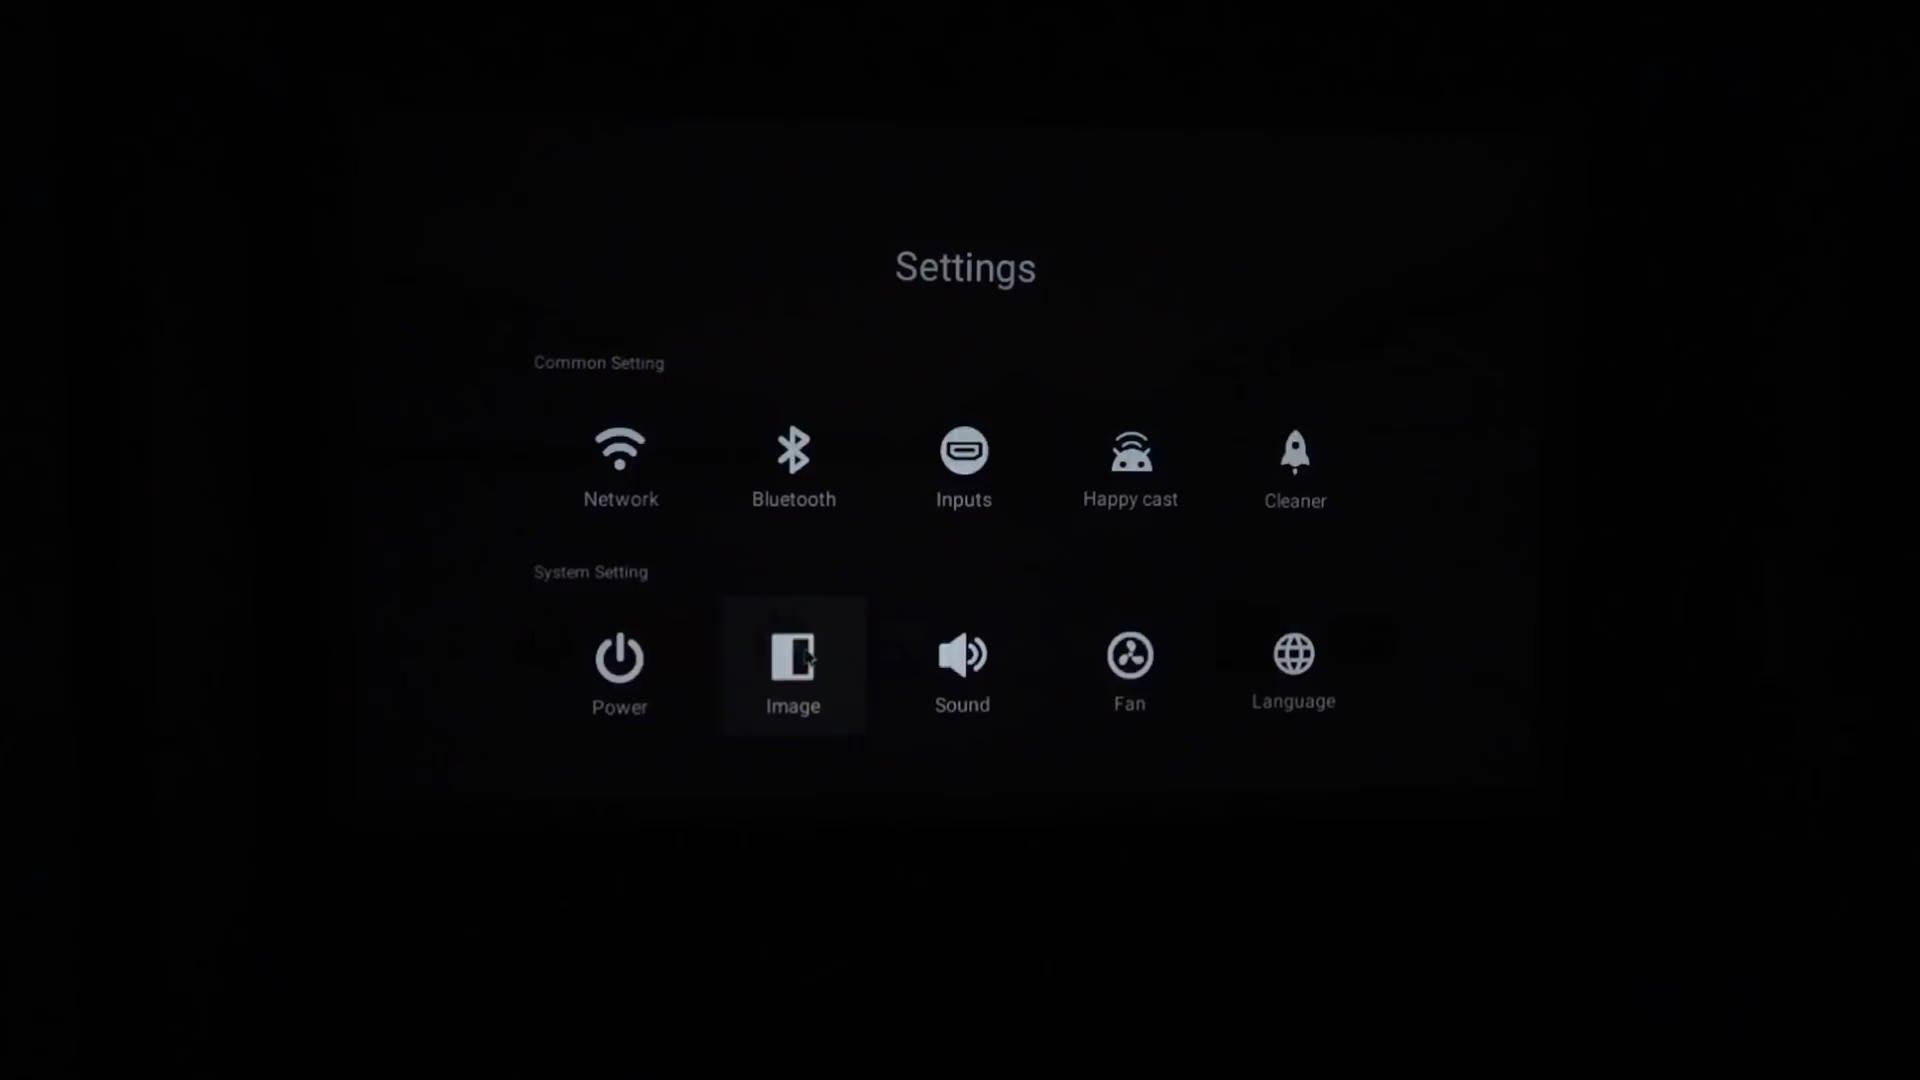 Settings
Common Setting
Network
Bluetooth
Inputs
Happy cast
Cleaner
System Setting
Power
Image
Sound
Fan
Language